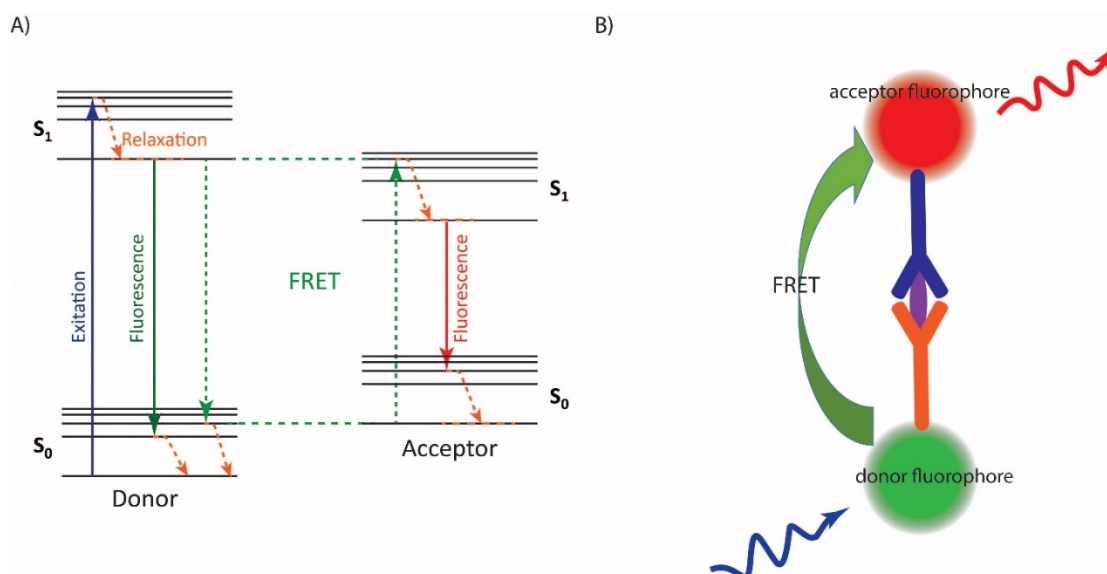 A)
B)
S1
Relaxation
Exitation
Fluorescence
FRET
Fluorescence
S1
S0
S0
Donor
Acceptor
acceptor fluorophore
FRET
donor fluorophore